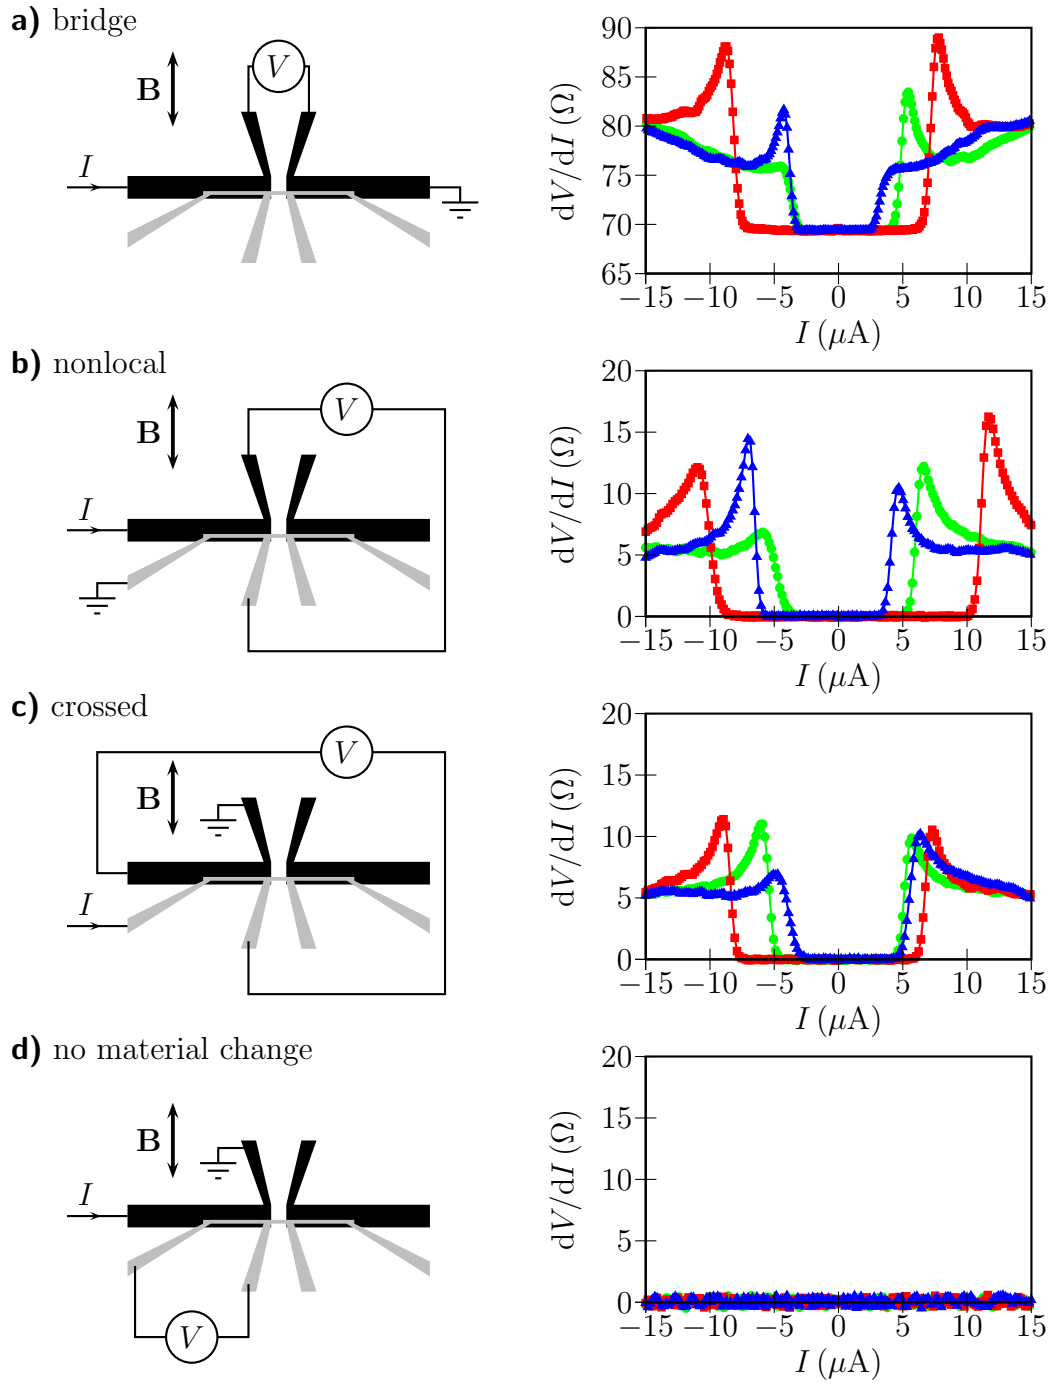 a) bridge
B
V
I
dV/dI (Ω)
90
85
80
75
70
65
−15 −10 −5 0 5 10 15
I (μA)
b) nonlocal
B
V
I
dV/dI (Ω)
20
15
10
5
0
−15 −10 −5 0 5 10 15
I (μA)
c) crossed
B
V
I
dV/dI (Ω)
20
15
10
5
0
−15 −10 −5 0 5 10 15
I (μA)
d) no material change
B
I
V
dV/dI (Ω)
20
15
10
5
0
−15 −10 −5 0 5 10 15
I (μA)